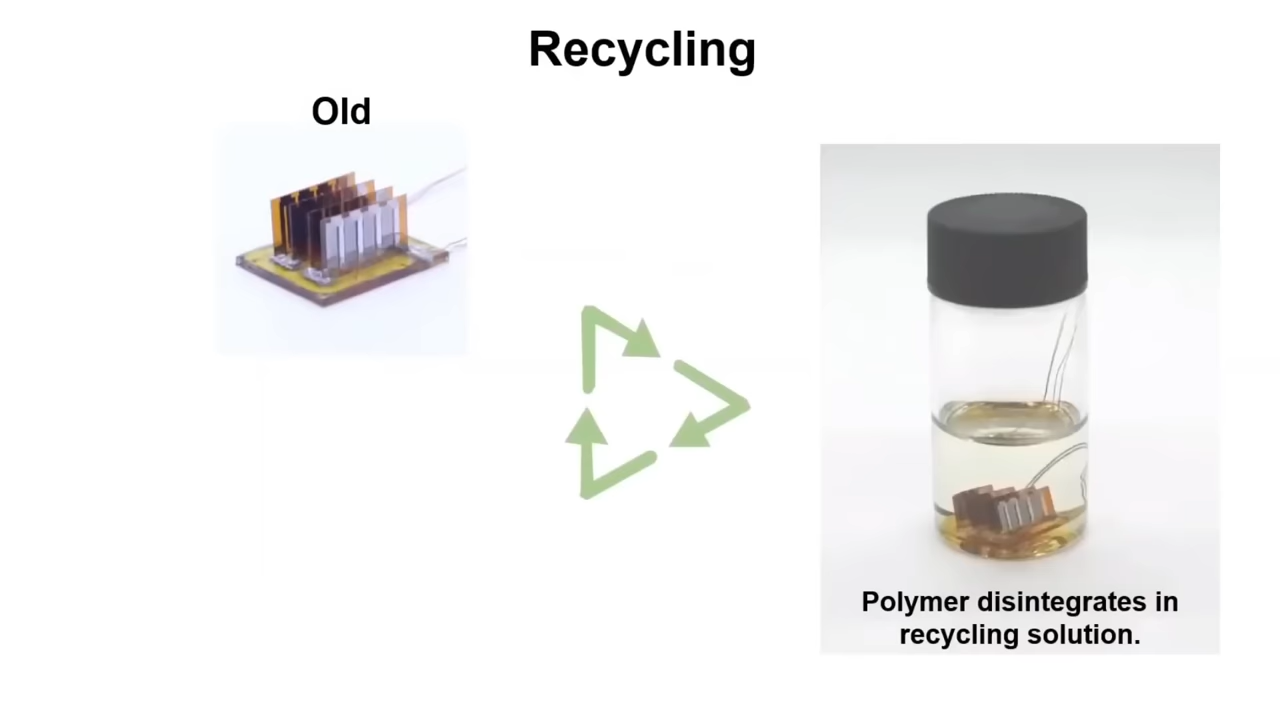 Recycling
Old
Polymer disintegrates in
recycling solution.